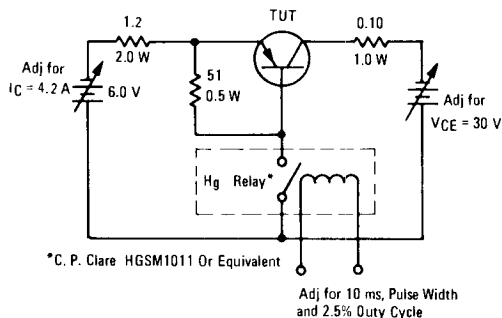 TUT
1.2
2.0 W
0.10
1.0 W
Adj for
IC = 4.2 A
6.0 V
51
0.5 W
Adj for
VCE = 30 V
Hg Relay*
*C. P. Clare HGSM1011 Or Equivalent
Adj for 10 ms, Pulse Width
and 2.5% Duty Cycle